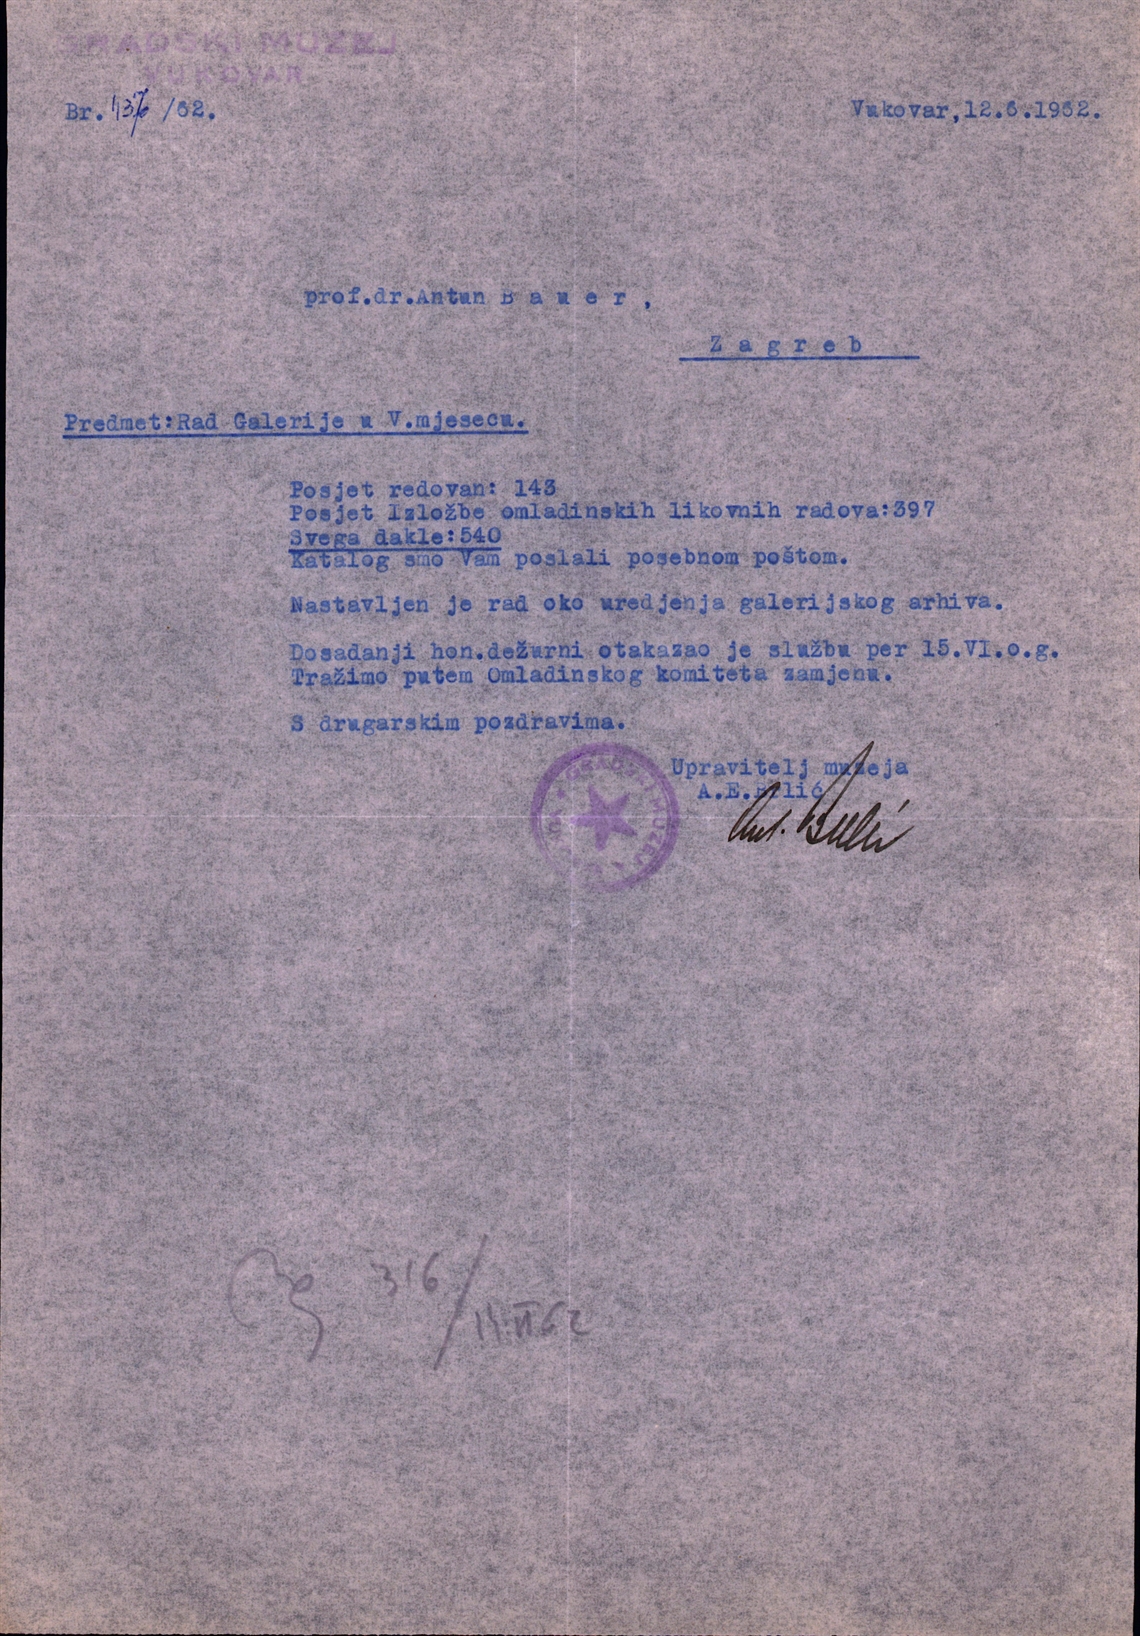 GRADSKI MUZEJ
VUKOVAR
Br. 137/6 /62.
Vukovar,12.6.1962.
prof.dr.Antun B a u e r ,
Z a g r e b
Predmet:Rad Galerije u V.mjesecu.
Posjet redovan: 143
Posjet Izložbe omladinskih likovnih radova:397
Svega dakle:540
Katalog smo Vam poslali posebnom poštom.
Nastavljen je rad oko uredjenja galerijskog arhiva.
Dosadanji hon.dežurni otakazao je službu per 15.VI.o.g.
Tražimo putem Omladinskog komiteta zamjenu.
S drugarskim pozdravima.
Upravitelj muzeja
A.E.Brlić
GRADSKI MUZEJ
316/